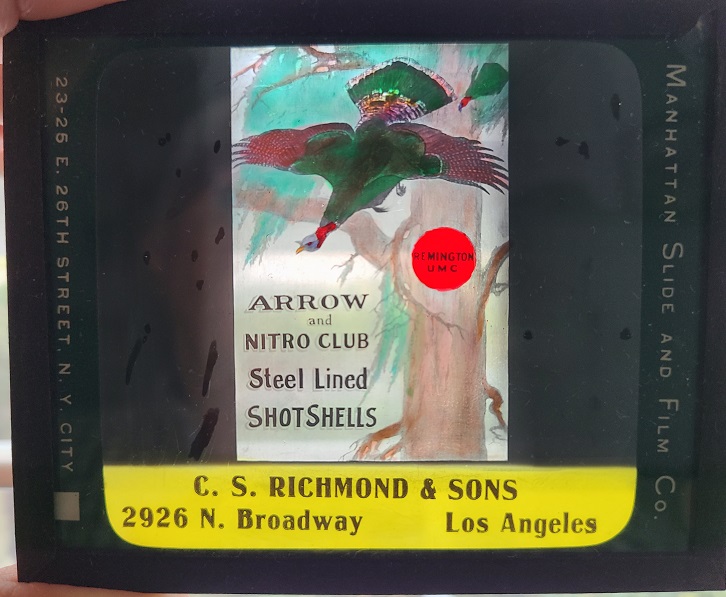 23-25 E. 26TH STREET, N. Y. CITY
MANHATTAN SLIDE AND FILM CO.
REMINGTON
UMC
ARROW
and
NITRO CLUB
Steel Lined
SHOTSHELLS
C. S. RICHMOND & SONS
2926 N. Broadway Los Angeles